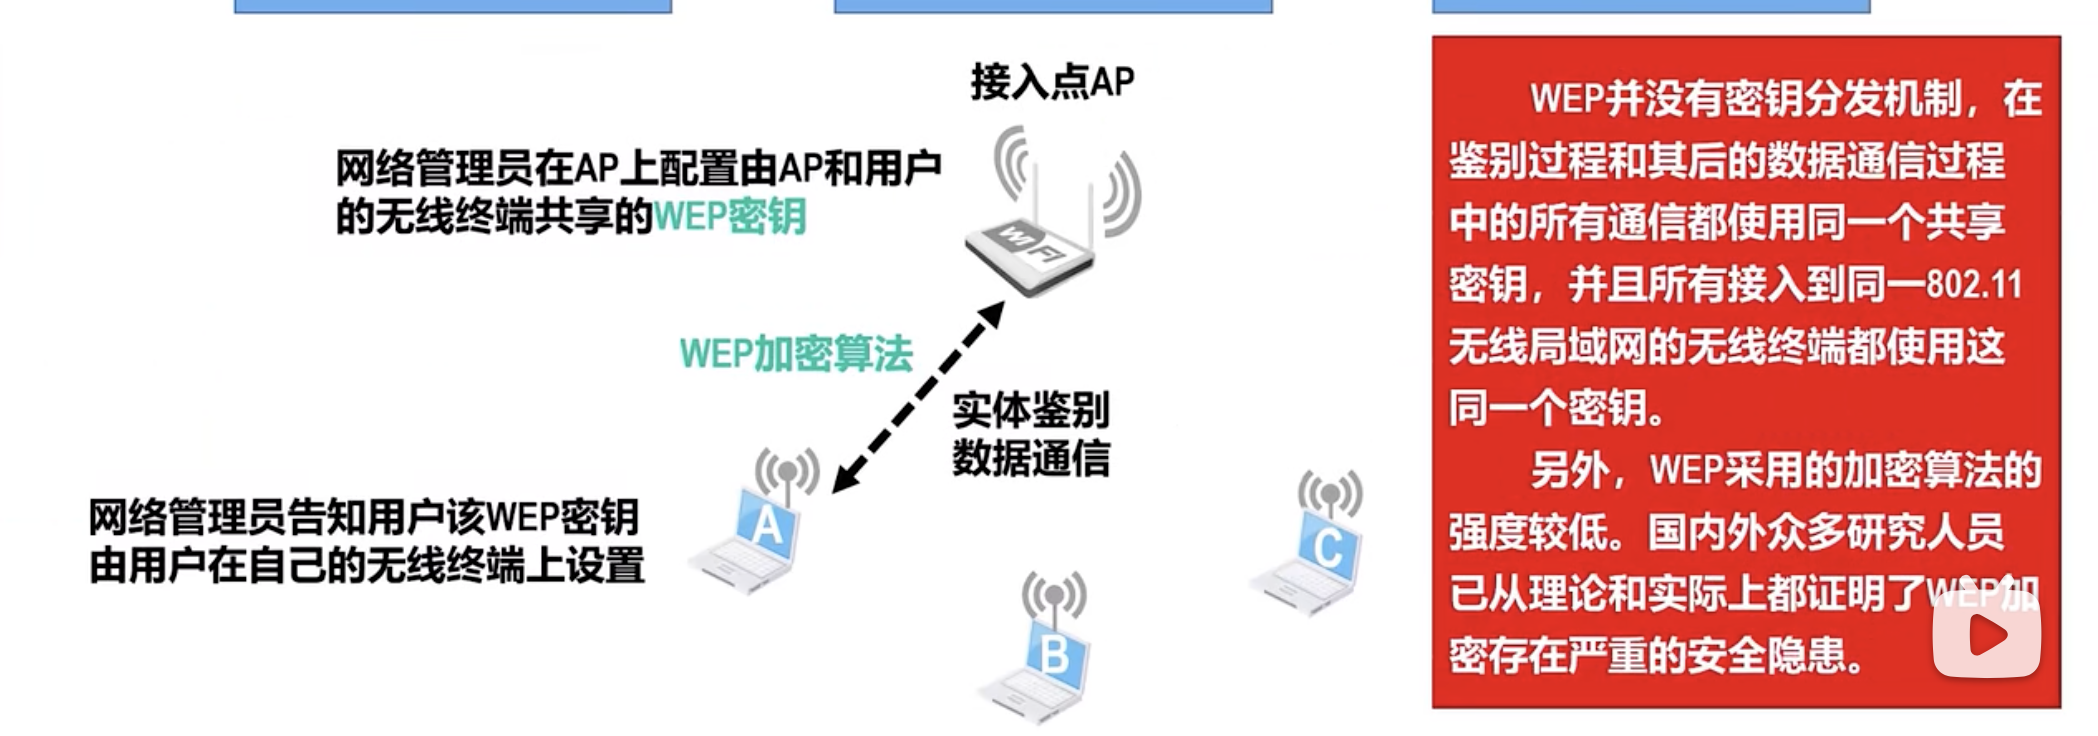 接入点AP
网络管理员在AP上配置由AP和用户
的无线终端共享的WEP密钥
WI FI
WEP加密算法
实体鉴别
数据通信
网络管理员告知用户该WEP密钥
由用户在自己的无线终端上设置
A
B
C
WEP并没有密钥分发机制，在
鉴别过程和其后的数据通信过程
中的所有通信都使用同一个共享
密钥，并且所有接入到同一802.11
无线局域网的无线终端都使用这
同一个密钥。
另外，WEP采用的加密算法的
强度较低。国内外众多研究人员
已从理论和实际上都证明了WEP加
密存在严重的安全隐患。